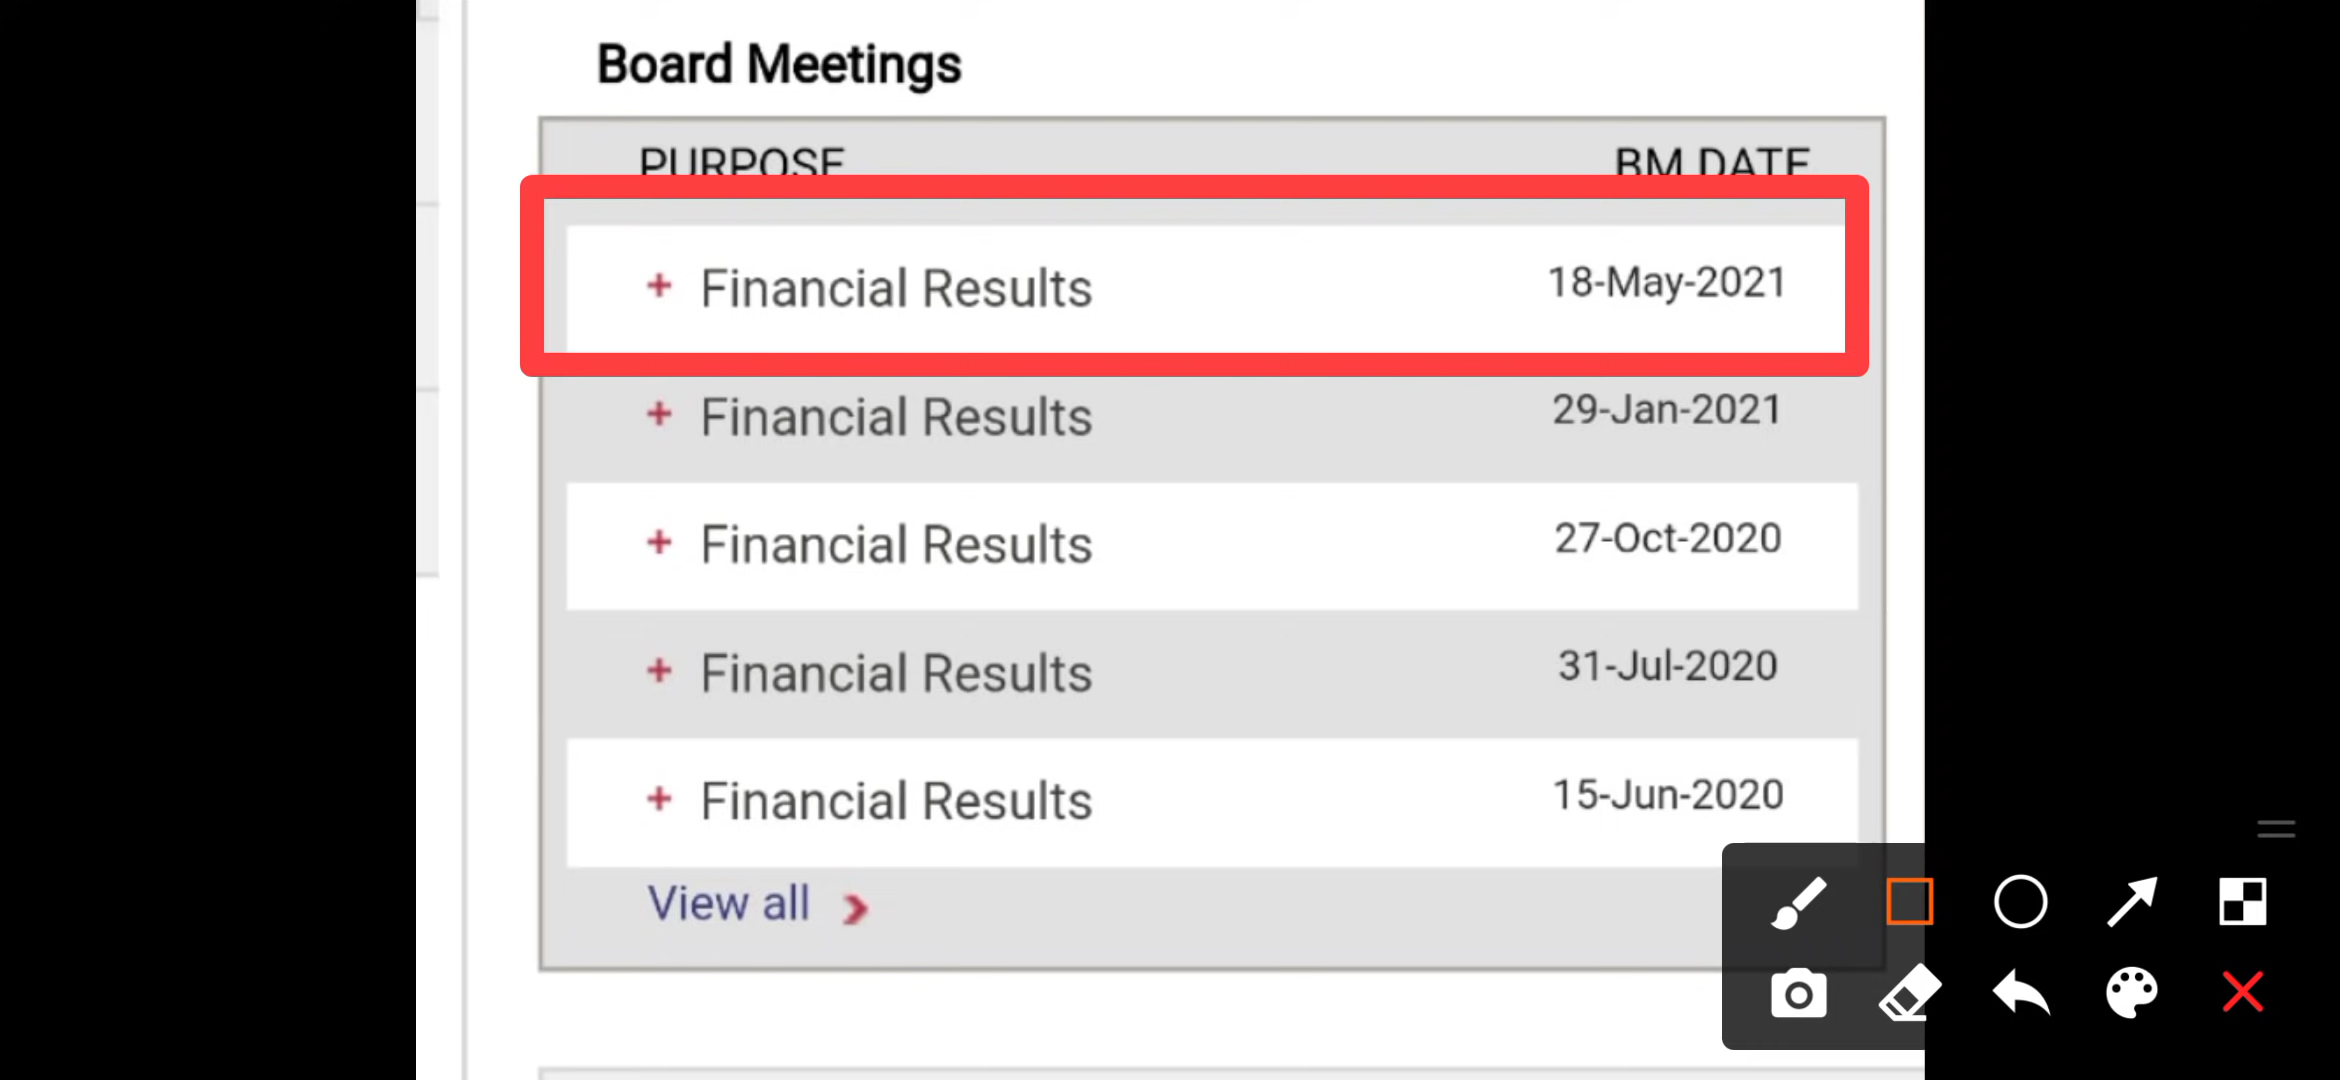 Board Meetings
PURPOSE BM DATE
+ Financial Results 18-May-2021
+ Financial Results 29-Jan-2021
+ Financial Results 27-Oct-2020
+ Financial Results 31-Jul-2020
+ Financial Results 15-Jun-2020
View all